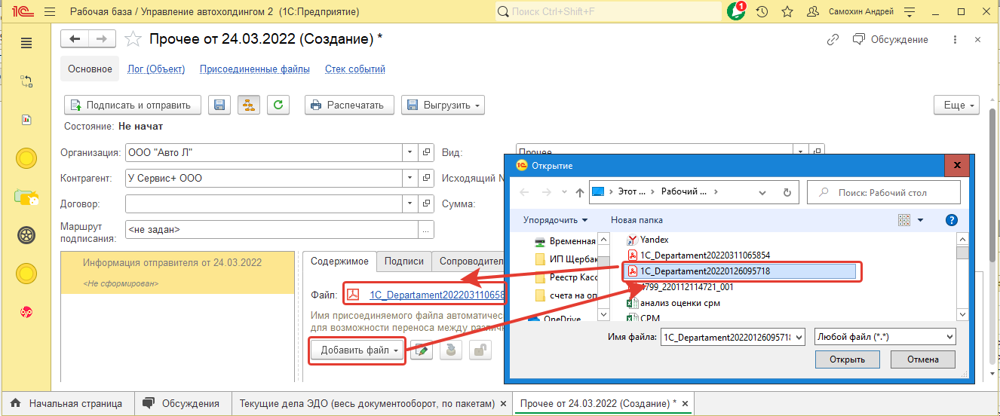 Рабочая база / Управление автохолдингом 2 (1С:Предприятие)
Поиск Ctrl+Shift+F
1
Самохин Андрей
Прочее от 24.03.2022 (Создание) *
Обсуждение
Основное
Лог (Объект)
Присоединенные файлы
Стек событий
Подписать и отправить
Распечатать
Выгрузить
Еще
Состояние: Не начат
Организация: ООО "Авто Л"
Вид: Прочее
Контрагент: У Сервис+ ООО
Исходящий
Договор:
Сумма:
Маршрут подписания: <не задан>
...
Информация отправителя от 24.03.2022
<Не сформирован>
Содержимое
Подписи
Сопроводител
Файл: 1C_Departament202203110658
Имя присоединяемого файла автоматичес
для возможности переноса между различ
Добавить файл
Открытие
Этот ...
Рабочий ...
Поиск: Рабочий стол
Упорядочить
Новая папка
Временная
ИП Щербак
Реестр Касс
счета на оп
OneDrive
Yandex
1C_Departament20220311065854
1C_Departament20220126095718
4799_220112114721_001
анализ оценки срм
СРМ
Имя файла: 1C_Departament20220126095718
Любой файл (*.*)
Открыть
Отмена
Начальная страница
Обсуждения
Текущие дела ЭДО (весь документооборот, по пакетам)
Прочее от 24.03.2022 (Создание) *